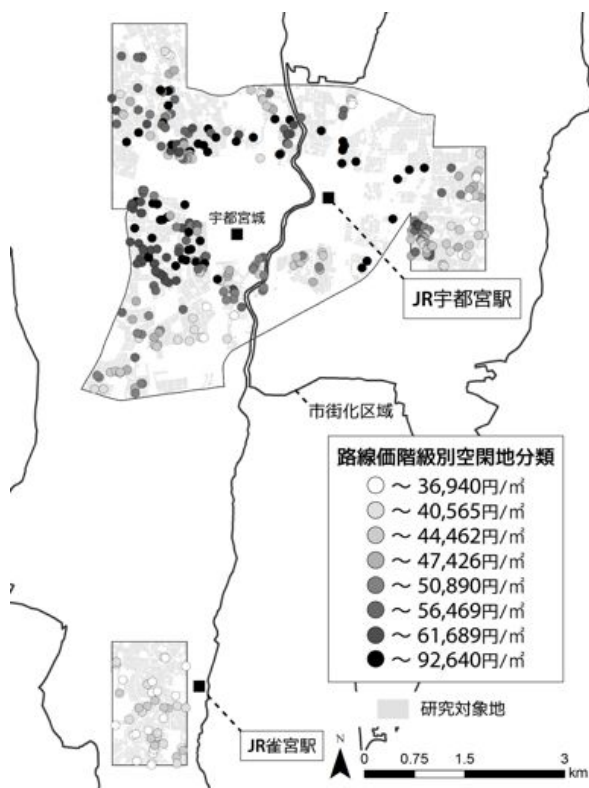 宇都宮城
JR宇都宮駅
市街化区域
路線価階級別空閑地分類
～ 36,940円/㎡
～ 40,565円/㎡
～ 44,462円/㎡
～ 47,426円/㎡
～ 50,890円/㎡
～ 56,469円/㎡
～ 61,689円/㎡
～ 92,640円/㎡
研究対象地
JR雀宮駅
N
0 0.75 1.5 3
km